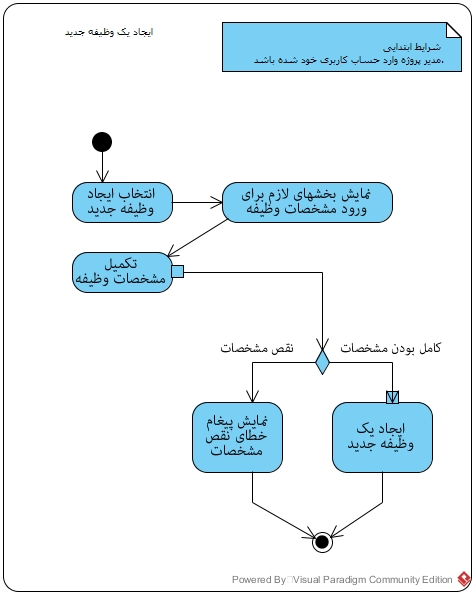 ایجاد یک وظیفه جدید
شرایط ابتدایی
مدیر پروژه وارد حساب کاربری خود شده باشد.
انتخاب ایجاد
وظیفه جدید
نمایش بخشهای لازم برای
ورود مشخصات وظیفه
تکمیل
مشخصات وظیفه
کامل بودن مشخصات
نقص مشخصات
ایجاد یک
وظیفه جدید
نمایش پیغام
خطای نقص
مشخصات
Powered By Visual Paradigm Community Edition